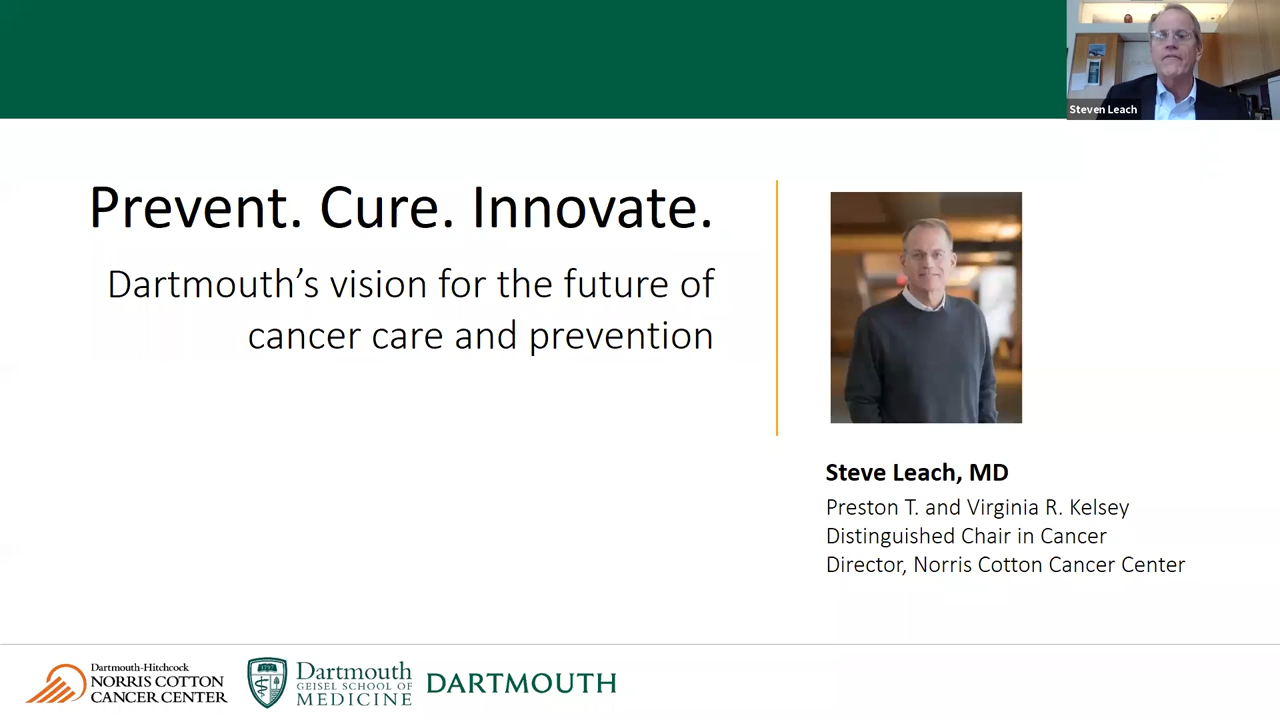 Steven Leach
Prevent. Cure. Innovate.
Dartmouth's vision for the future of
cancer care and prevention
Steve Leach, MD
Preston T. and Virginia R. Kelsey
Distinguished Chair in Cancer
Director, Norris Cotton Cancer Center
Dartmouth-Hitchcock
NORRIS COTTON
CANCER CENTER
1797
Dartmouth
GEISEL SCHOOL OF
MEDICINE
DARTMOUTH